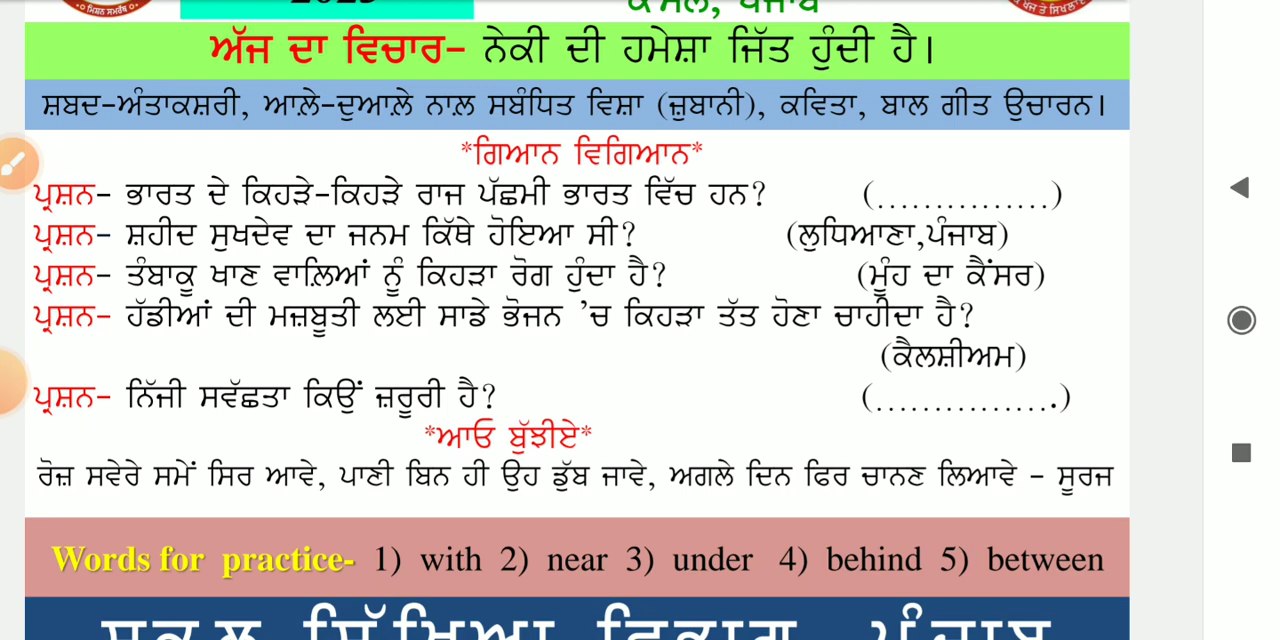 • ਮਿਸ਼ਨ ਸਮਰੱਥ •
2025
ਪੰਜਾਬ
ਅੱਜ ਦਾ ਵਿਚਾਰ- ਨੇਕੀ ਦੀ ਹਮੇਸ਼ਾ ਜਿੱਤ ਹੁੰਦੀ ਹੈ।
ਸ਼ਬਦ-ਅੰਤਾਕਸ਼ਰੀ, ਆਲ਼ੇ-ਦੁਆਲ਼ੇ ਨਾਲ਼ ਸਬੰਧਿਤ ਵਿਸ਼ਾ (ਜ਼ੁਬਾਨੀ), ਕਵਿਤਾ, ਬਾਲ ਗੀਤ ਉਚਾਰਨ।
*ਗਿਆਨ ਵਿਗਿਆਨ*
ਪ੍ਰਸ਼ਨ- ਭਾਰਤ ਦੇ ਕਿਹੜੇ-ਕਿਹੜੇ ਰਾਜ ਪੱਛਮੀ ਭਾਰਤ ਵਿੱਚ ਹਨ? (...............)
ਪ੍ਰਸ਼ਨ- ਸ਼ਹੀਦ ਸੁਖਦੇਵ ਦਾ ਜਨਮ ਕਿੱਥੇ ਹੋਇਆ ਸੀ? (ਲੁਧਿਆਣਾ,ਪੰਜਾਬ)
ਪ੍ਰਸ਼ਨ- ਤੰਬਾਕੂ ਖਾਣ ਵਾਲ਼ਿਆਂ ਨੂੰ ਕਿਹੜਾ ਰੋਗ ਹੁੰਦਾ ਹੈ? (ਮੂੰਹ ਦਾ ਕੈਂਸਰ)
ਪ੍ਰਸ਼ਨ- ਹੱਡੀਆਂ ਦੀ ਮਜ਼ਬੂਤੀ ਲਈ ਸਾਡੇ ਭੋਜਨ ’ਚ ਕਿਹੜਾ ਤੱਤ ਹੋਣਾ ਚਾਹੀਦਾ ਹੈ?
(ਕੈਲਸ਼ੀਅਮ)
ਪ੍ਰਸ਼ਨ- ਨਿੱਜੀ ਸਵੱਛਤਾ ਕਿਉਂ ਜ਼ਰੂਰੀ ਹੈ? (................)
*ਆਓ ਬੁੱਝੀਏ*
ਰੋਜ਼ ਸਵੇਰੇ ਸਮੇਂ ਸਿਰ ਆਵੇ, ਪਾਣੀ ਬਿਨ ਹੀ ਉਹ ਡੁੱਬ ਜਾਵੇ, ਅਗਲੇ ਦਿਨ ਫਿਰ ਚਾਨਣ ਲਿਆਵੇ - ਸੂਰਜ
Words for practice- 1) with 2) near 3) under 4) behind 5) between
ਸਕੂਲ ਸਿੱਖਿਆ ਵਿਭਾਗ, ਪੰਜਾਬ